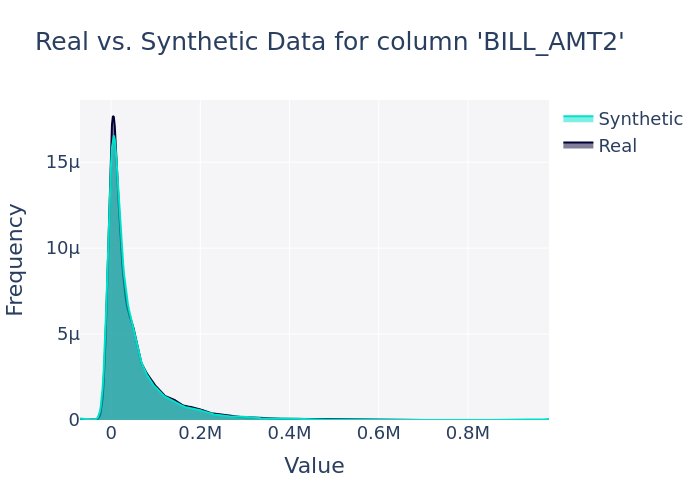 Real vs. Synthetic Data for column 'BILL_AMT2'
Synthetic
Real
Frequency
15µ
10µ
5µ
0
0
0.2M
0.4M
0.6M
0.8M
Value